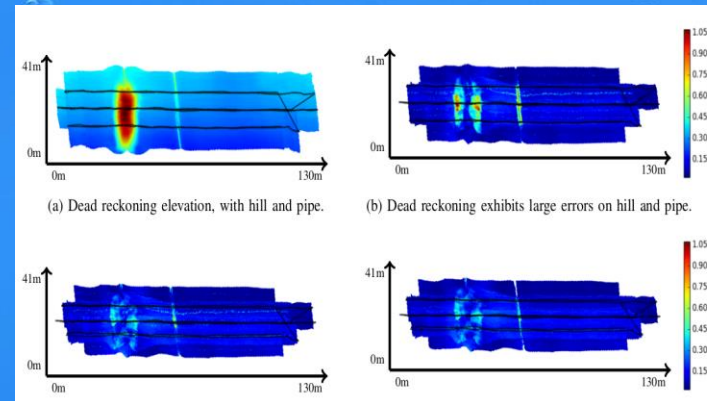 41m
0m
0m
130m
41m
0m
0m
130m
1.05
0.90
0.75
0.60
0.45
0.30
0.15
(a) Dead reckoning elevation, with hill and pipe.
(b) Dead reckoning exhibits large errors on hill and pipe.
41m
0m
0m
130m
41m
0m
0m
130m
1.05
0.90
0.75
0.60
0.45
0.30
0.15